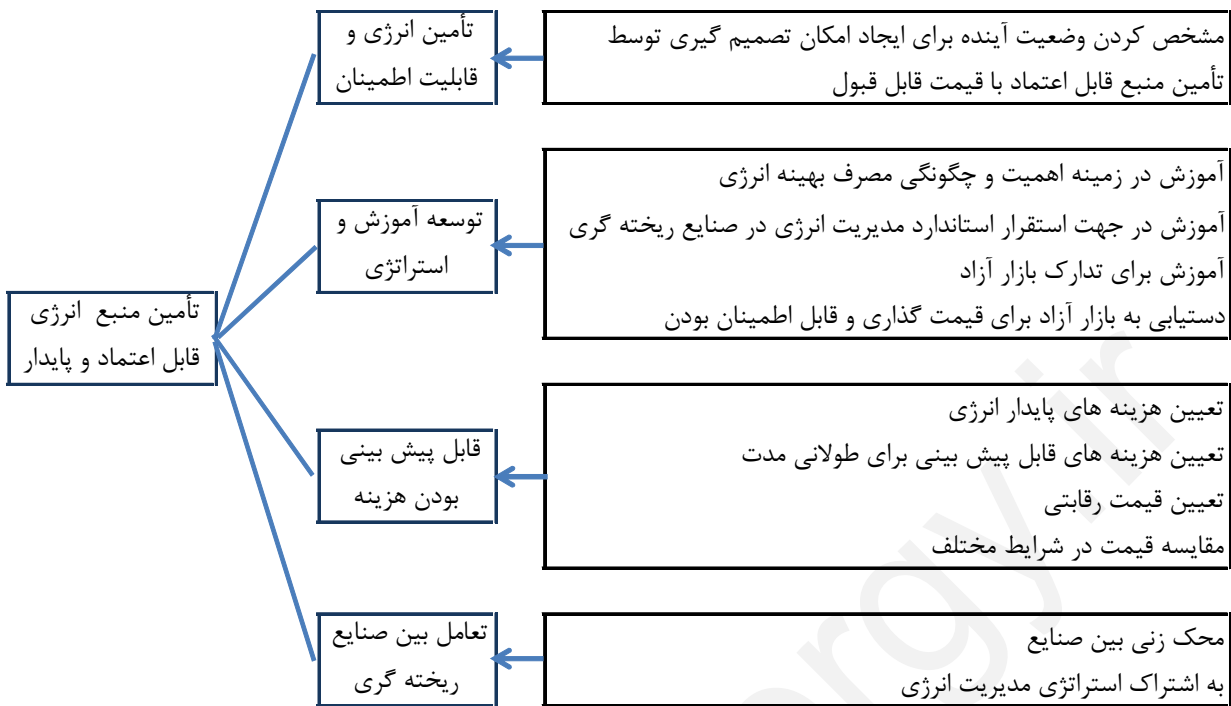 تأمین منبع انرژی
قابل اعتماد و پایدار
تأمین انرژی و
قابلیت اطمینان
مشخص کردن وضعیت آینده برای ایجاد امکان تصمیم گیری توسط
تأمین منبع قابل اعتماد با قیمت قابل قبول
توسعه آموزش و
استراتژی
آموزش در زمینه اهمیت و چگونگی مصرف بهینه انرژی
آموزش در جهت استقرار استاندارد مدیریت انرژی در صنایع ریخته گری
آموزش برای تدارک بازار آزاد
دستیابی به بازار آزاد برای قیمت گذاری و قابل اطمینان بودن
قابل پیش بینی
بودن هزینه
تعیین هزینه های پایدار انرژی
تعیین هزینه های قابل پیش بینی برای طولانی مدت
تعیین قیمت رقابتی
مقایسه قیمت در شرایط مختلف
تعامل بین صنایع
ریخته گری
محک زنی بین صنایع
به اشتراک استراتژی مدیریت انرژی
rgy.ir